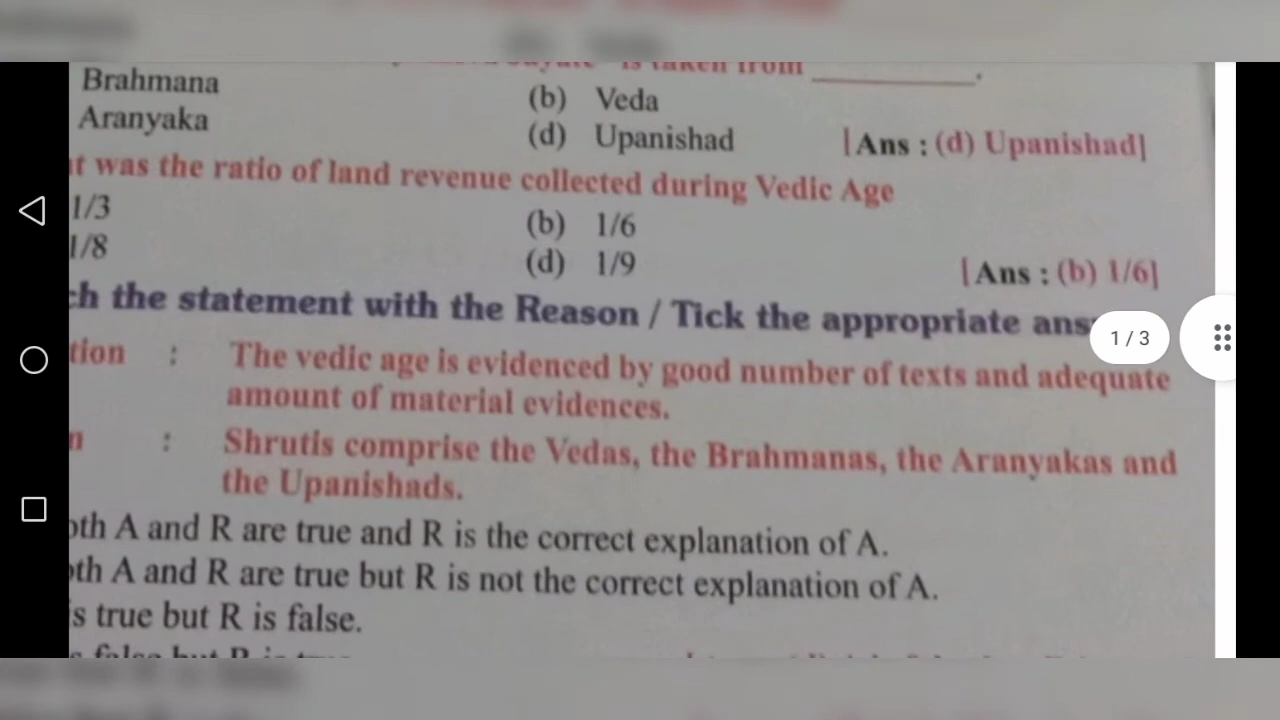 is taken from __________.
Brahmana
(b) Veda
Aranyaka
(d) Upanishad [Ans : (d) Upanishad]
was the ratio of land revenue collected during Vedic Age
1/3
(b) 1/6
1/8
(d) 1/9 [Ans : (b) 1/6]
ch the statement with the Reason / Tick the appropriate ans
tion : The vedic age is evidenced by good number of texts and adequate
amount of material evidences.
n : Shrutis comprise the Vedas, the Brahmanas, the Aranyakas and
the Upanishads.
oth A and R are true and R is the correct explanation of A.
oth A and R are true but R is not the correct explanation of A.
s true but R is false.
1 / 3